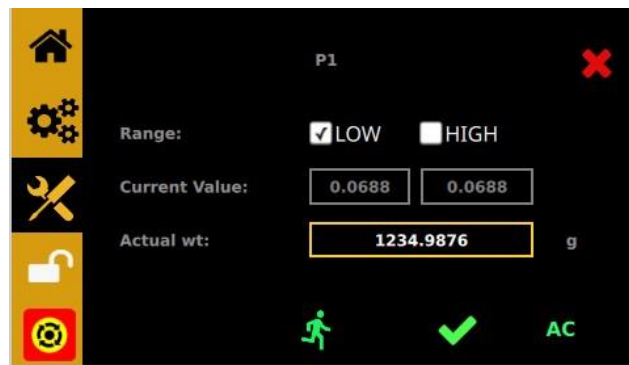 P1
Range: LOW HIGH
Current Value: 0.0688 0.0688
Actual wt: 1234.9876 g
AC